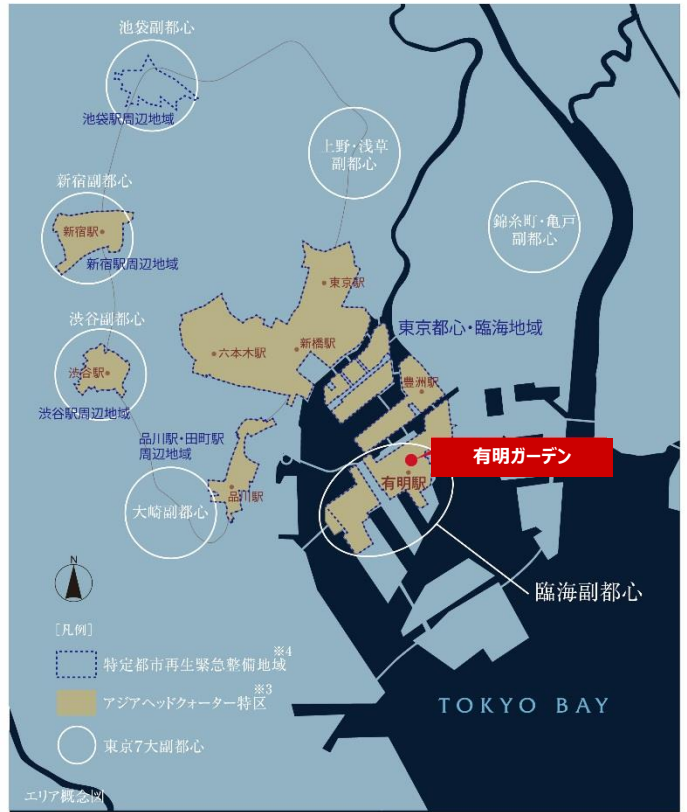 池袋副都心
池袋駅周辺地域
上野・浅草
副都心
新宿副都心
新宿駅
新宿駅周辺地域
錦糸町・亀戸
副都心
東京駅
渋谷副都心
東京都心・臨海地域
六本木駅
新橋駅
渋谷駅
豊洲駅
渋谷駅周辺地域
品川駅・田町駅
周辺地域
有明ガーデン
有明駅
品川駅
大崎副都心
臨海副都心
N
[凡例]
特定都市再生緊急整備地域※4
アジアヘッドクォーター特区※3
東京7大副都心
TOKYO BAY
エリア概念図